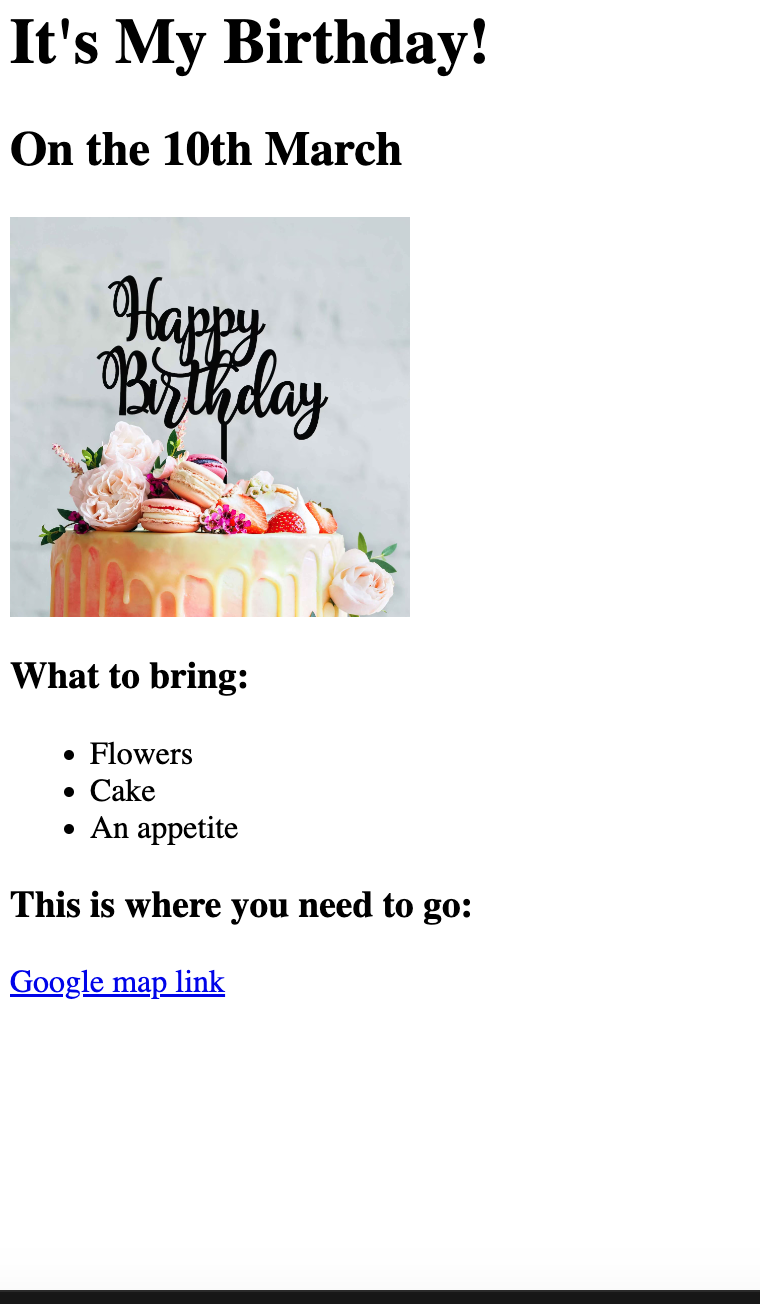 It's My Birthday!
On the 10th March
Happy
Birthday
What to bring:
Flowers
Cake
An appetite
This is where you need to go:
Google map link